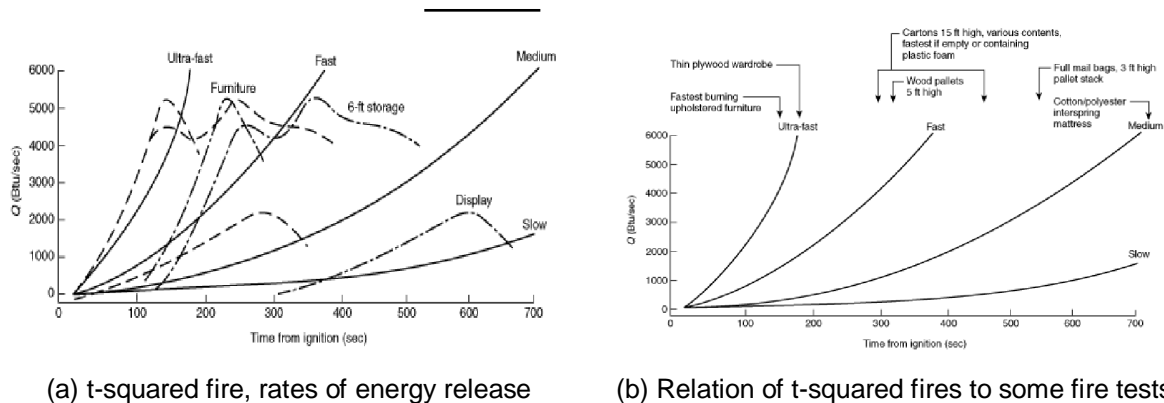 Ultra-fast
Fast
Medium
6000
Furniture
5000
6-ft storage
4000
Q (Btu/sec)
3000
Display
2000
Slow
1000
0
0 100 200 300 400 500 600 700
Time from ignition (sec)
(a) t-squared fire, rates of energy release
Cartons 15 ft high, various contents,
fastest if empty or containing
plastic foam
Thin plywood wardrobe
Full mail bags, 3 ft high
pallet stack
Wood pallets
5 ft high
Fastest burning
upholstered furniture
Cotton/polyester
interspring
mattress
Ultra-fast
Fast
Medium
6000
5000
4000
Q (Btu/sec)
3000
2000
Slow
1000
0
0 100 200 300 400 500 600 700
Time from ignition (sec)
(b) Relation of t-squared fires to some fire tests